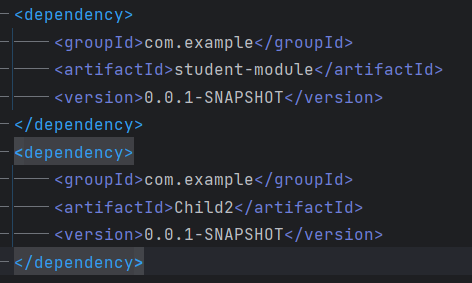 <dependency>
<groupId>com.example</groupId>
<artifactId>student-module</artifactId>
<version>0.0.1-SNAPSHOT</version>
</dependency>
<dependency>
<groupId>com.example</groupId>
<artifactId>Child2</artifactId>
<version>0.0.1-SNAPSHOT</version>
</dependency>